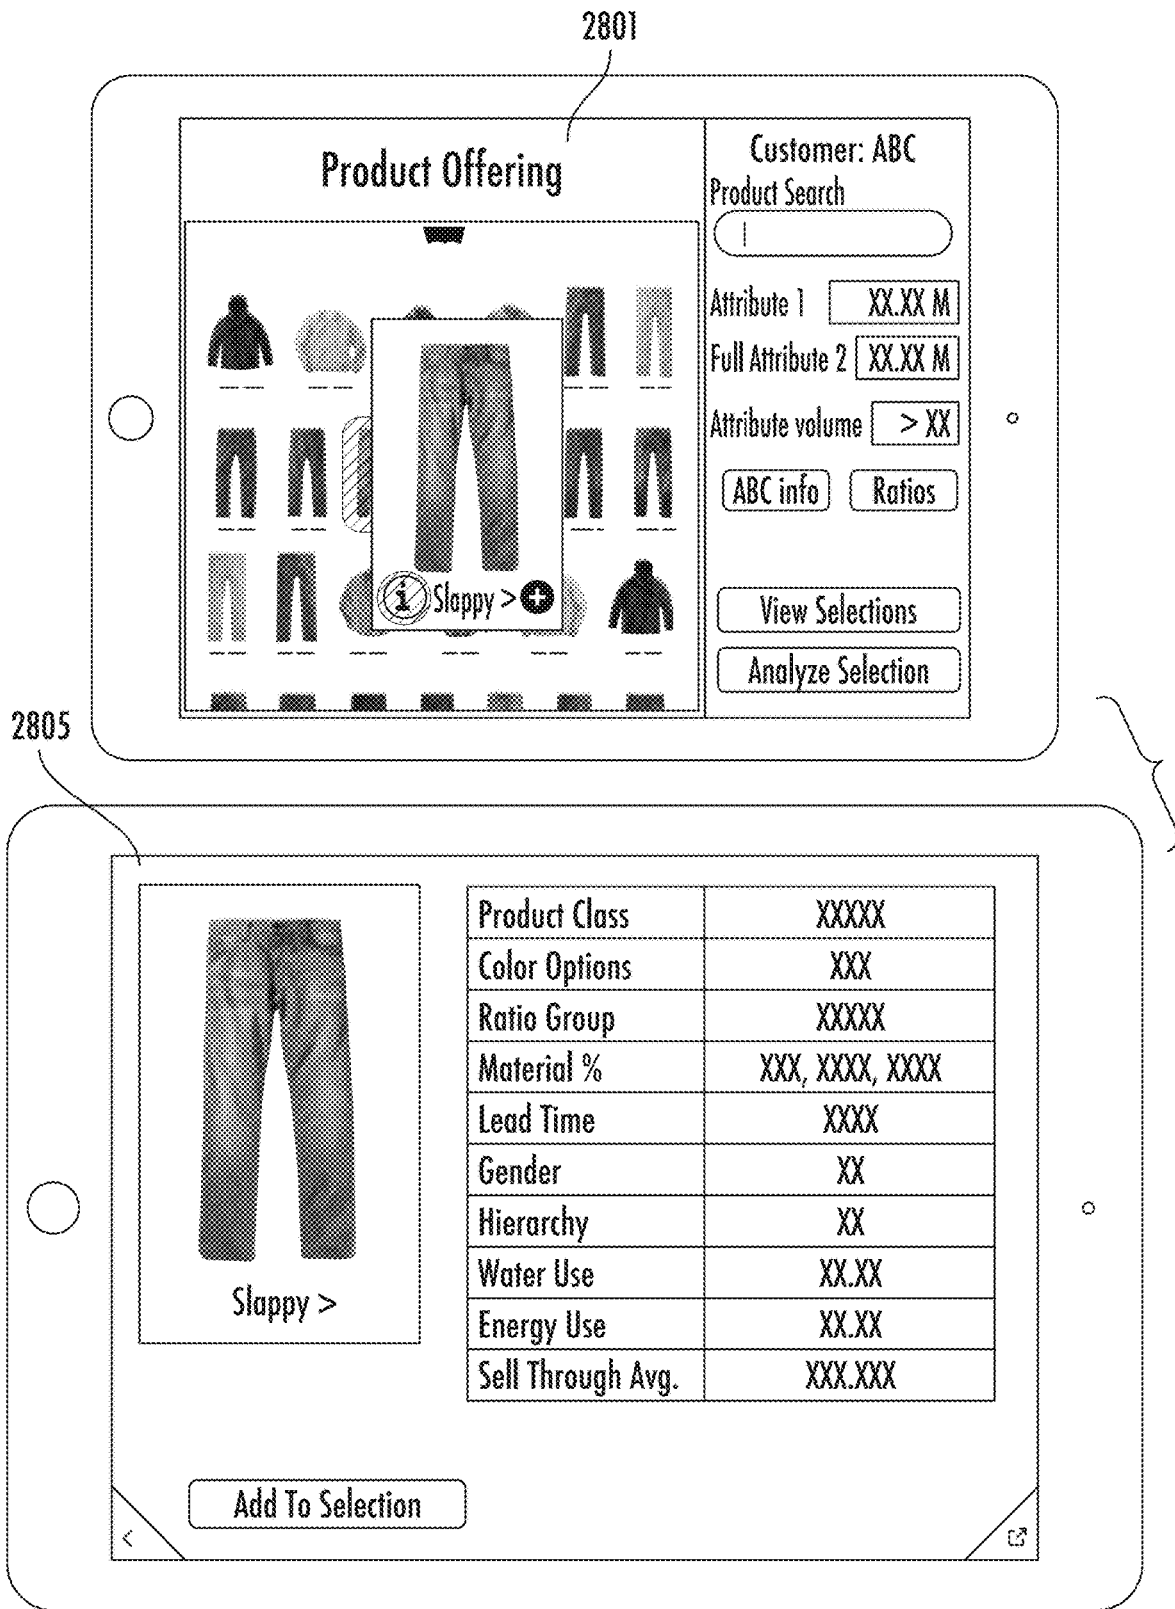 2801
Product Offering
Customer: ABC
Product Search
Attribute 1 XX.XX M
Full Attribute 2 XX.XX M
Attribute volume > XX
ABC info Ratios
i Slappy > +
View Selections
Analyze Selection
2805
Product Class XXXXX
Color Options XXX
Ratio Group XXXXX
Material % XXX, XXXX, XXXX
Lead Time XXXX
Gender XX
Hierarchy XX
Water Use XX.XX
Energy Use XX.XX
Sell Through Avg. XXX.XXX
Slappy >
Add To Selection
<